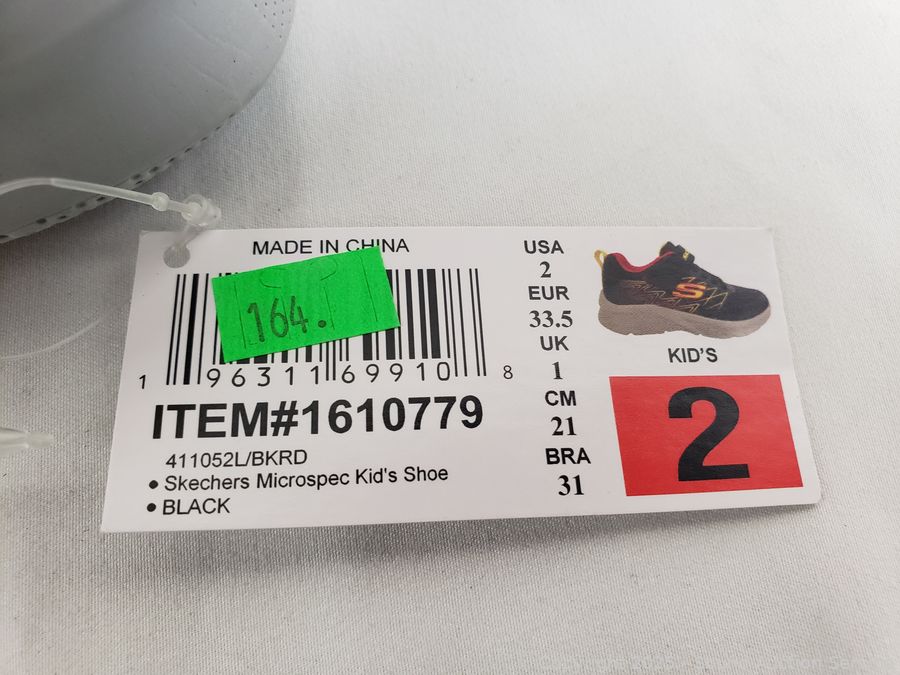 MADE IN CHINA
164.
1 96311 69910 8
ITEM#1610779
411052L/BKRD
• Skechers Microspec Kid's Shoe
• BLACK
USA
2
EUR
33.5
UK
1
CM
21
BRA
31
S
KID'S
2